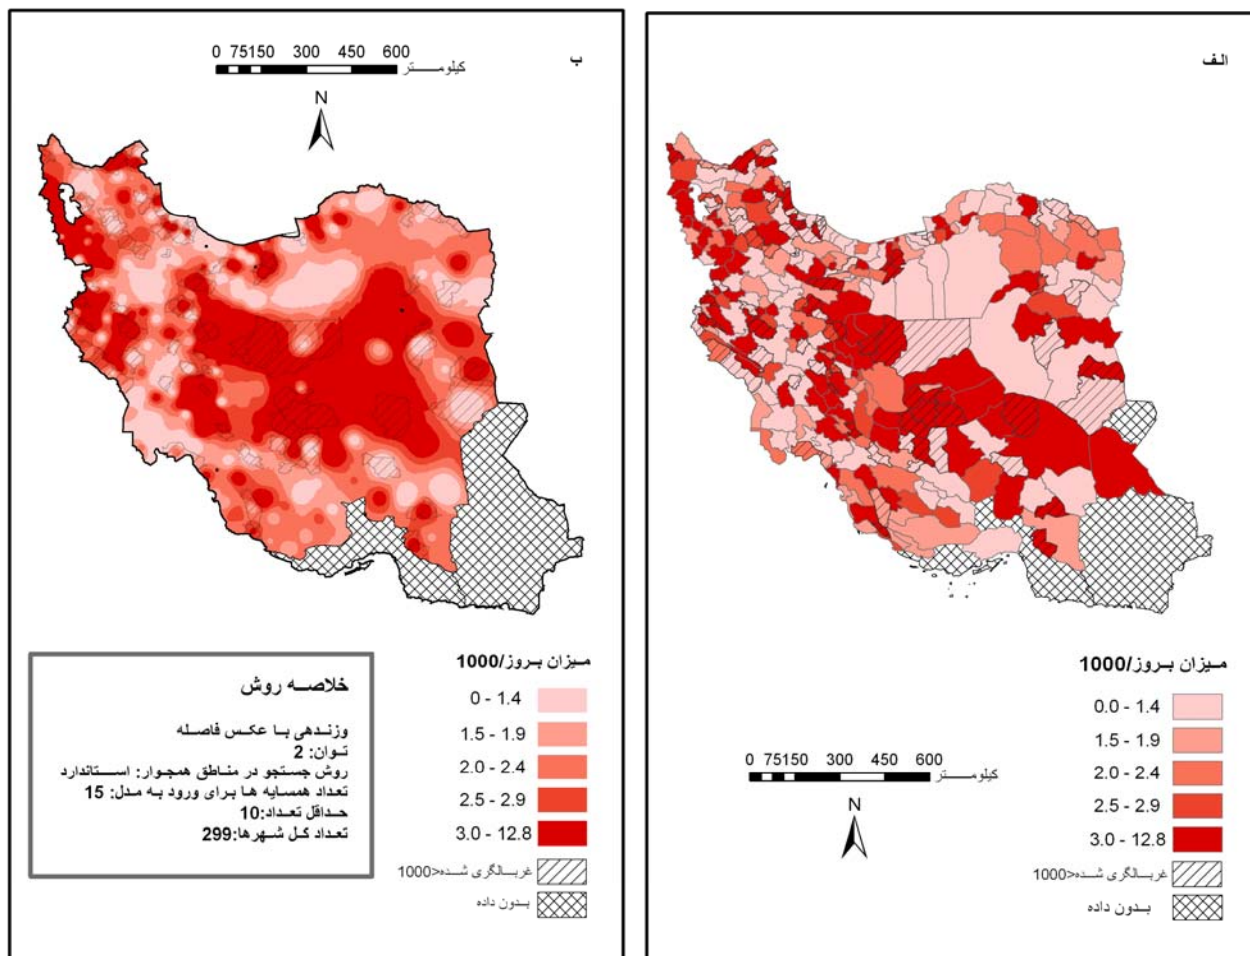 الف
میزان بروز/1000
0.0 - 1.4
1.5 - 1.9
2.0 - 2.4
2.5 - 2.9
3.0 - 12.8
غربالگری شده<1000
بدون داده
0 75150 300 450 600
کیلومتر
N
ب
0 75150 300 450 600
کیلومتر
N
میزان بروز/1000
0 - 1.4
1.5 - 1.9
2.0 - 2.4
2.5 - 2.9
3.0 - 12.8
غربالگری شده<1000
بدون داده
خلاصه روش
وزندهی با عکس فاصله
توان: 2
روش جستجو در مناطق همجوار: استاندارد
تعداد همسایه ها برای ورود به مدل: 15
حداقل تعداد:10
تعداد کل شهرها:299